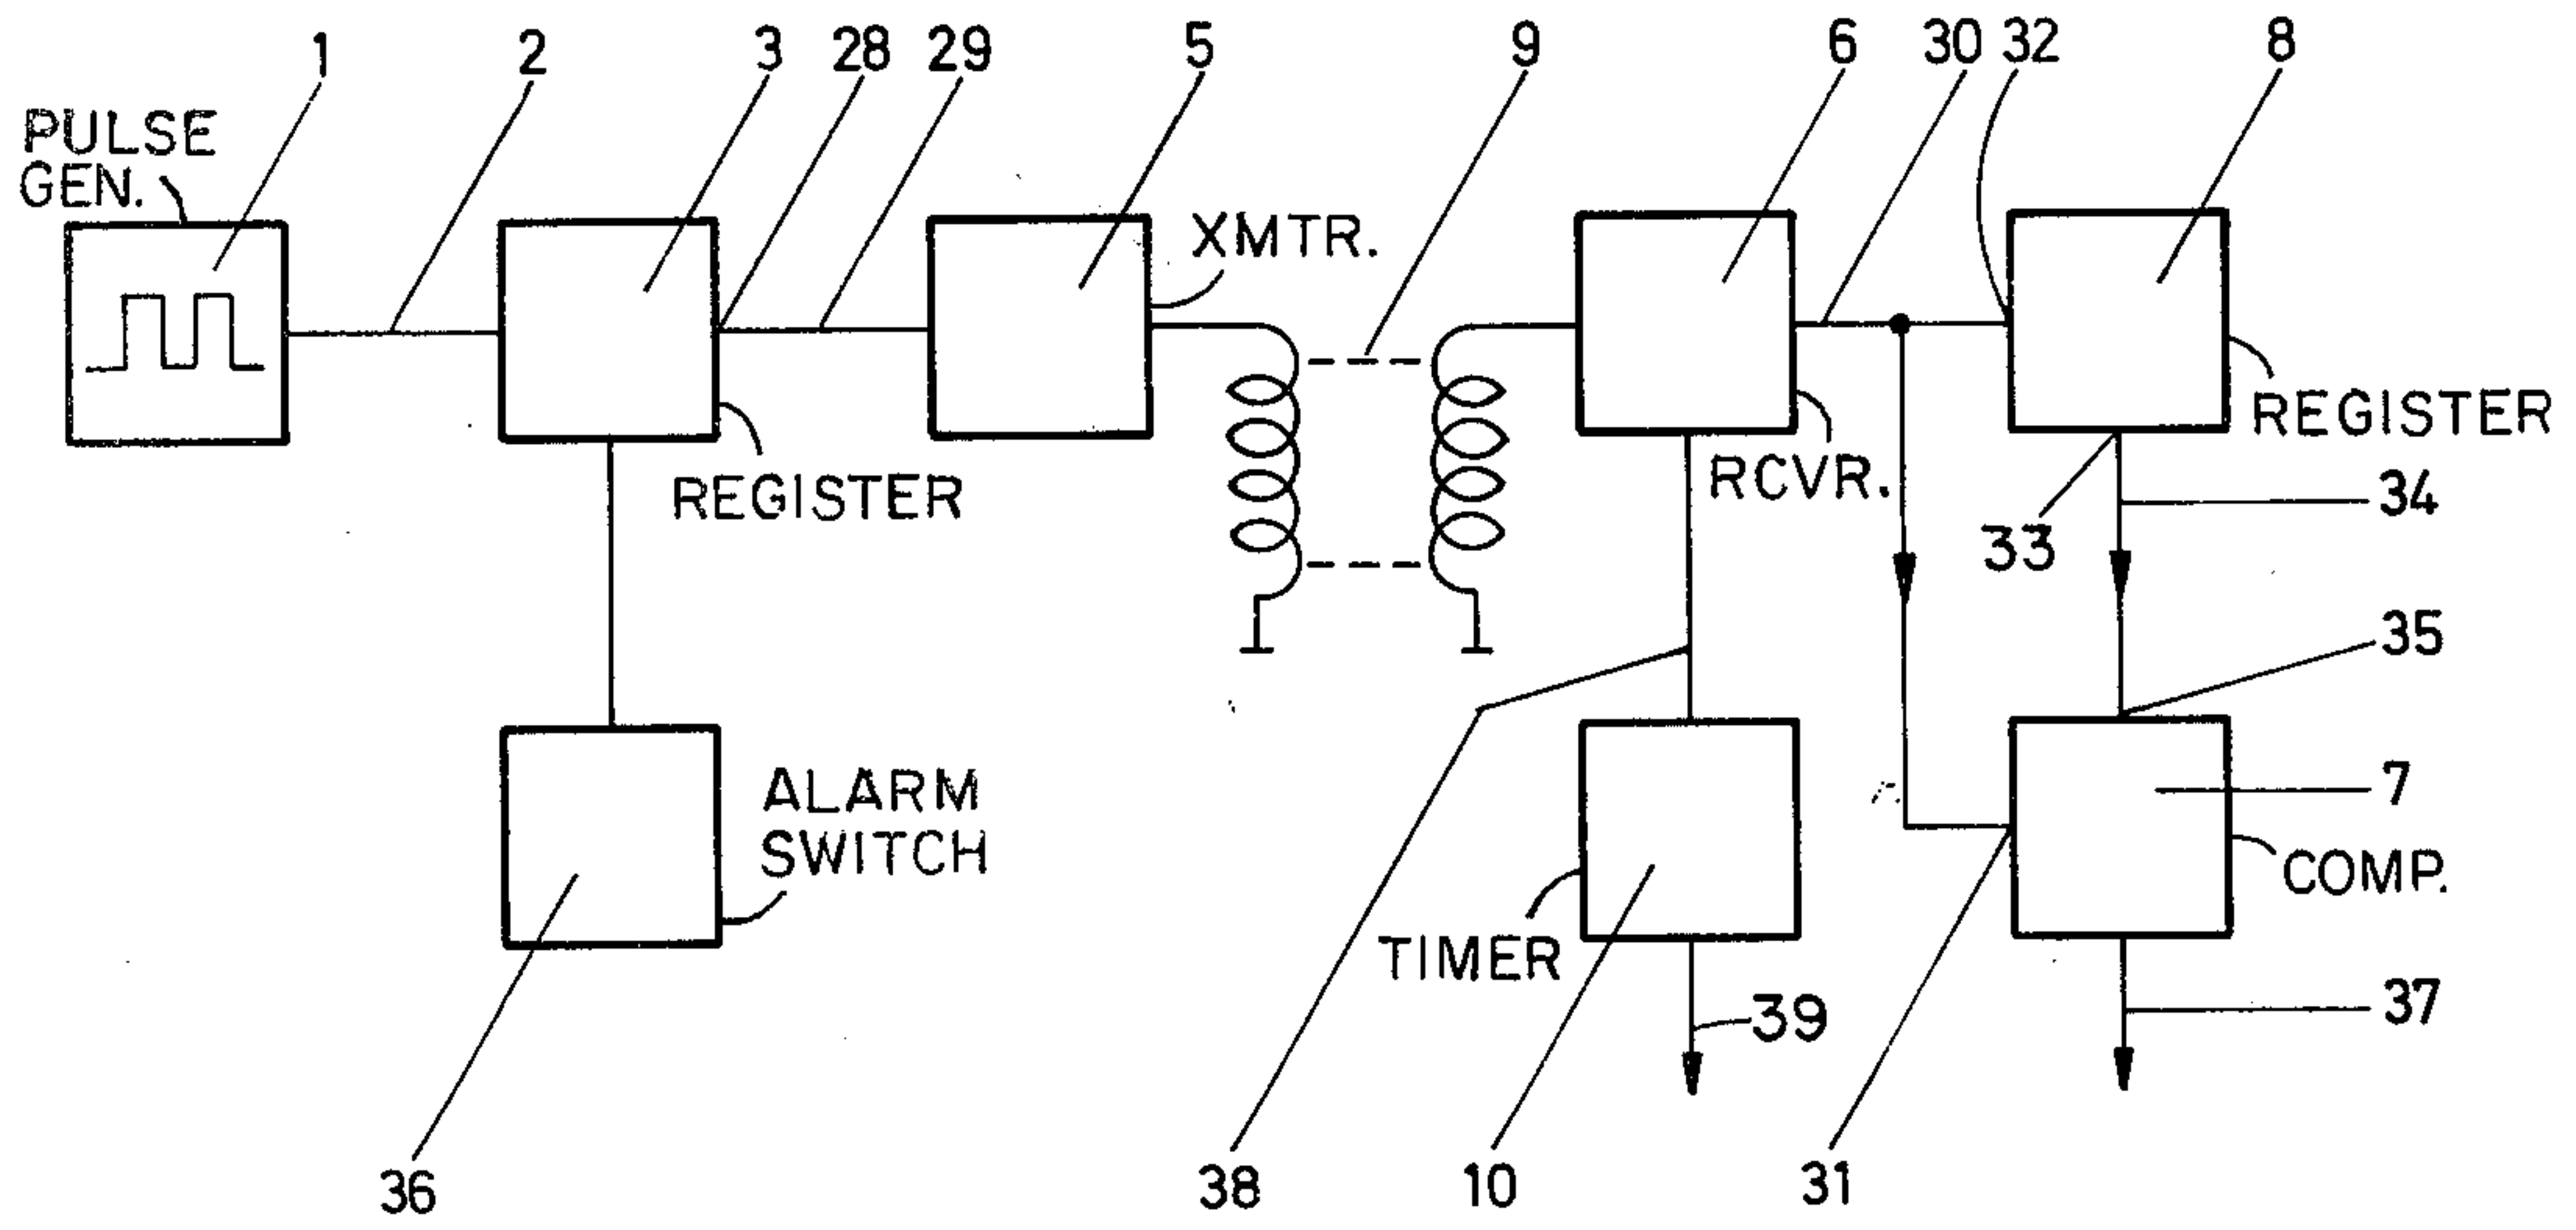 1
2
3
28
29
5
9
6
30
32
8
PULSE
GEN.
XMTR.
REGISTER
RCVR.
REGISTER
34
33
35
ALARM
SWITCH
7
COMP.
TIMER
39
37
36
38
10
31